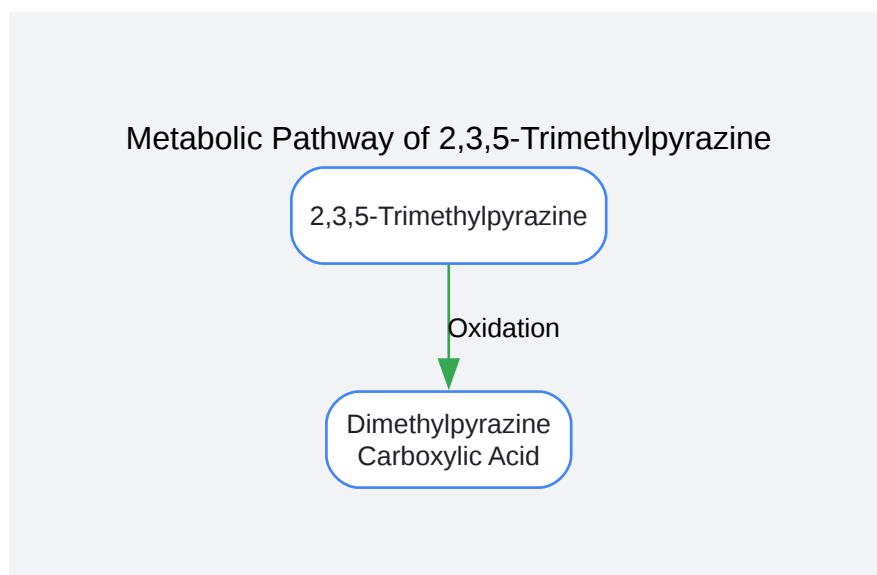 Metabolic Pathway of 2,3,5-Trimethylpyrazine
2,3,5-Trimethylpyrazine
Oxidation
Dimethylpyrazine
Carboxylic Acid